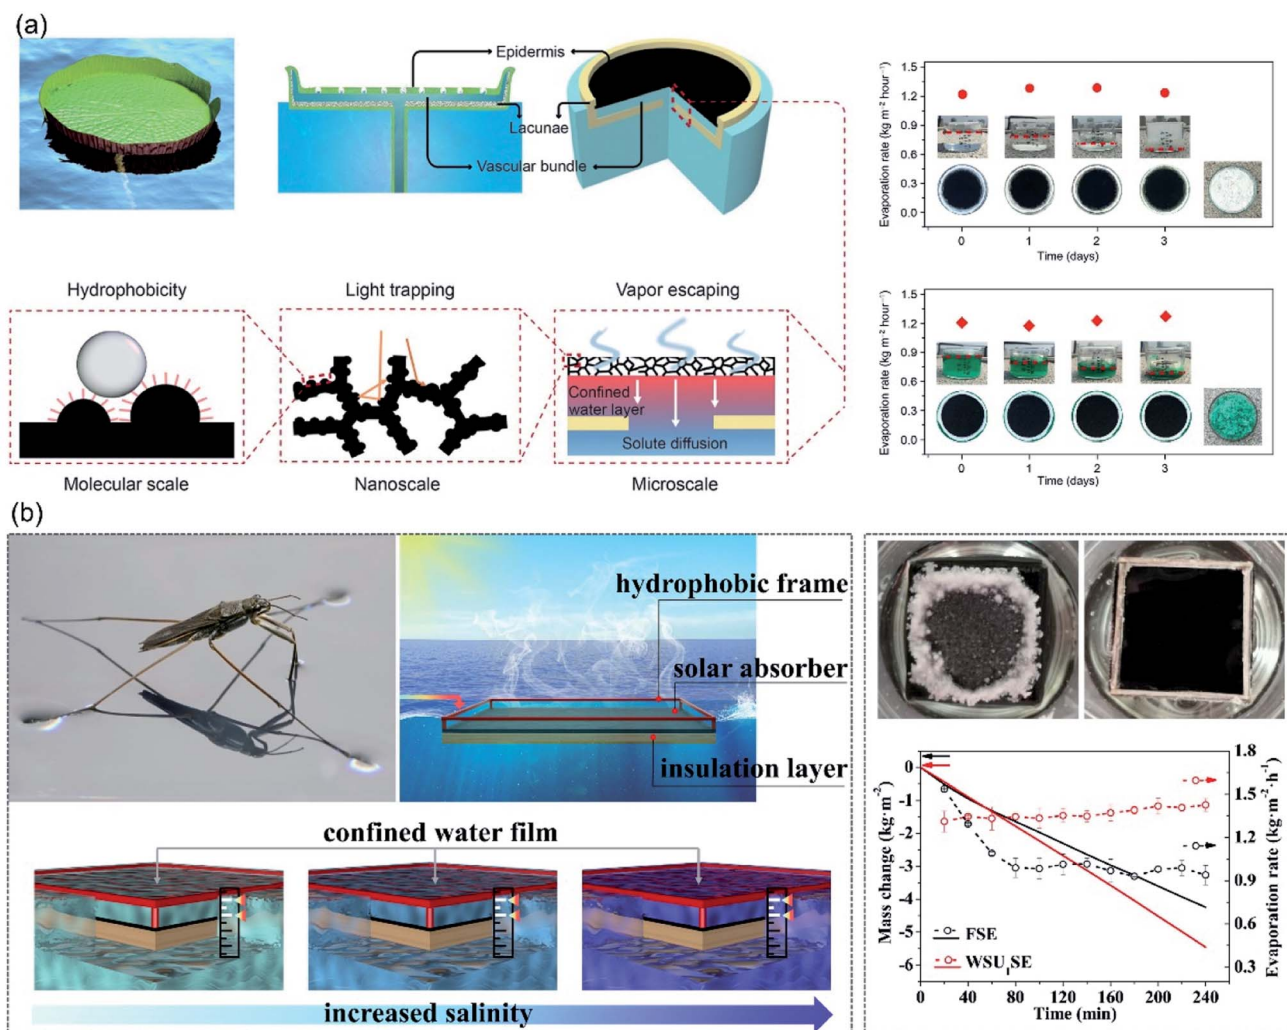 (a)
Epidermis
Lacunae
Vascular bundle
Hydrophobicity
Light trapping
Vapor escaping
Confined
water layer
Solute diffusion
Molecular scale
Nanoscale
Microscale
Evaporation rate (kg m⁻² hour⁻¹)
1.5
1.2
0.9
0.6
0.3
0.0
0
1
2
3
Time (days)
Evaporation rate (kg m⁻² hour⁻¹)
1.5
1.2
0.9
0.6
0.3
0.0
0
1
2
3
Time (days)
(b)
hydrophobic frame
solar absorber
insulation layer
confined water film
increased salinity
Mass change (kg·m⁻²)
0
-1
-2
-3
-4
-5
-6
FSE
WSUISE
0 40 80 120 160 200 240
Time (min)
1.8
1.5
1.2
0.9
0.6
0.3
Evaporation rate (kg·m⁻²·h⁻¹)